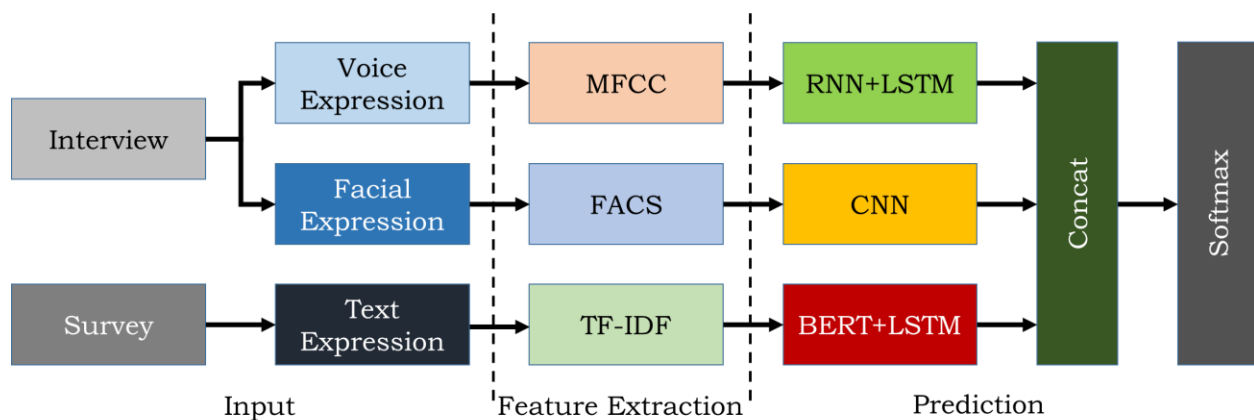 Interview
Voice
Expression
MFCC
RNN+LSTM
Facial
Expression
FACS
CNN
Survey
Text
Expression
TF-IDF
BERT+LSTM
Concat
Softmax
Input
Feature Extraction
Prediction